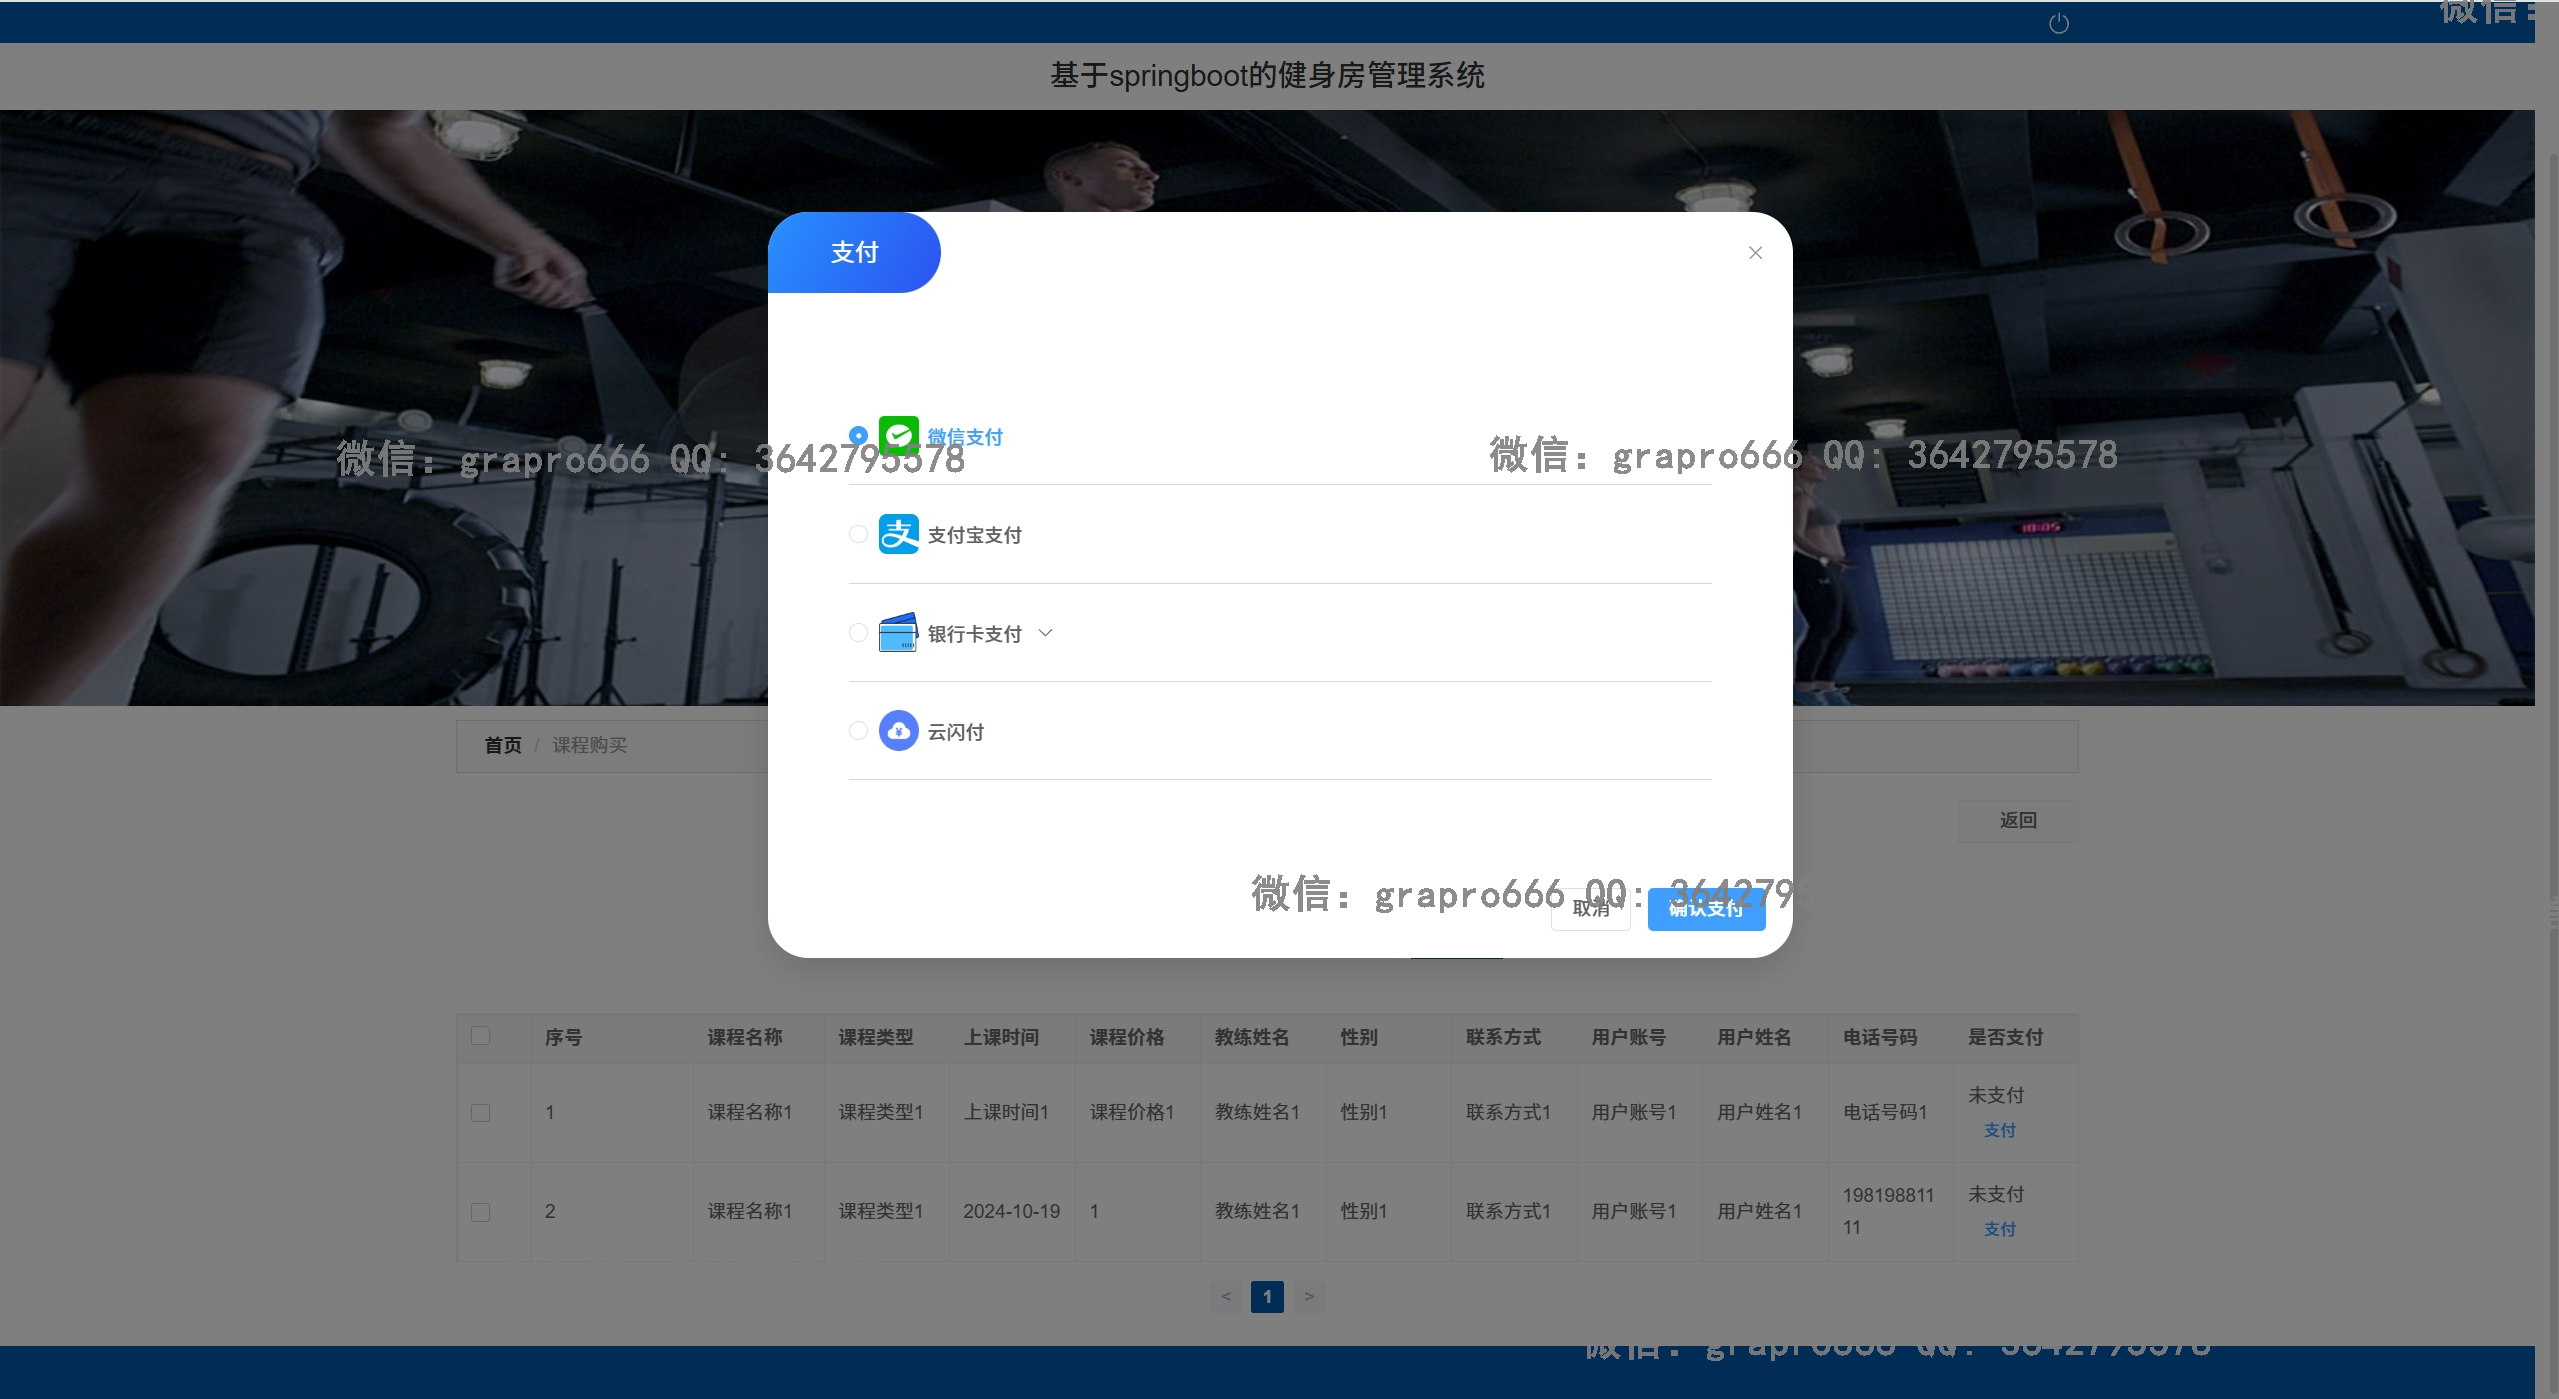 微信：
基于springboot的健身房管理系统
支付
微信支付
微信：grapro666 QQ: 3642795578
微信：grapro666 QQ: 3642795578
支付宝支付
银行卡支付
云闪付
首页 / 课程购买
返回
微信：grapro666 QQ: 364279
取消
确认支付
序号 课程名称 课程类型 上课时间 课程价格 教练姓名 性别 联系方式 用户账号 用户姓名 电话号码 是否支付
1 课程名称1 课程类型1 上课时间1 课程价格1 教练姓名1 性别1 联系方式1 用户账号1 用户姓名1 电话号码1 未支付
支付
2 课程名称1 课程类型1 2024-10-19 1 教练姓名1 性别1 联系方式1 用户账号1 用户姓名1 198198811 未支付
11
支付
< 1 >
微信：grapro666 QQ: 3642795578
10:05